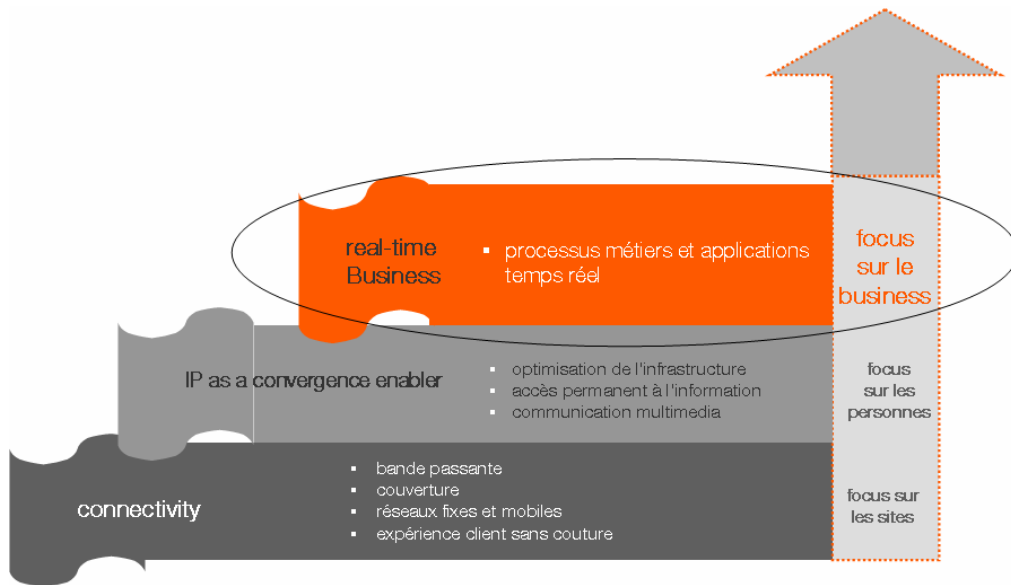 real-time
Business
▪ processus métiers et applications
temps réel
focus
sur le
business
IP as a convergence enabler
▪ optimisation de l'infrastructure
▪ accès permanent à l'information
▪ communication multimedia
focus
sur les
personnes
connectivity
▪ bande passante
▪ couverture
▪ réseaux fixes et mobiles
▪ expérience client sans couture
focus sur
les sites